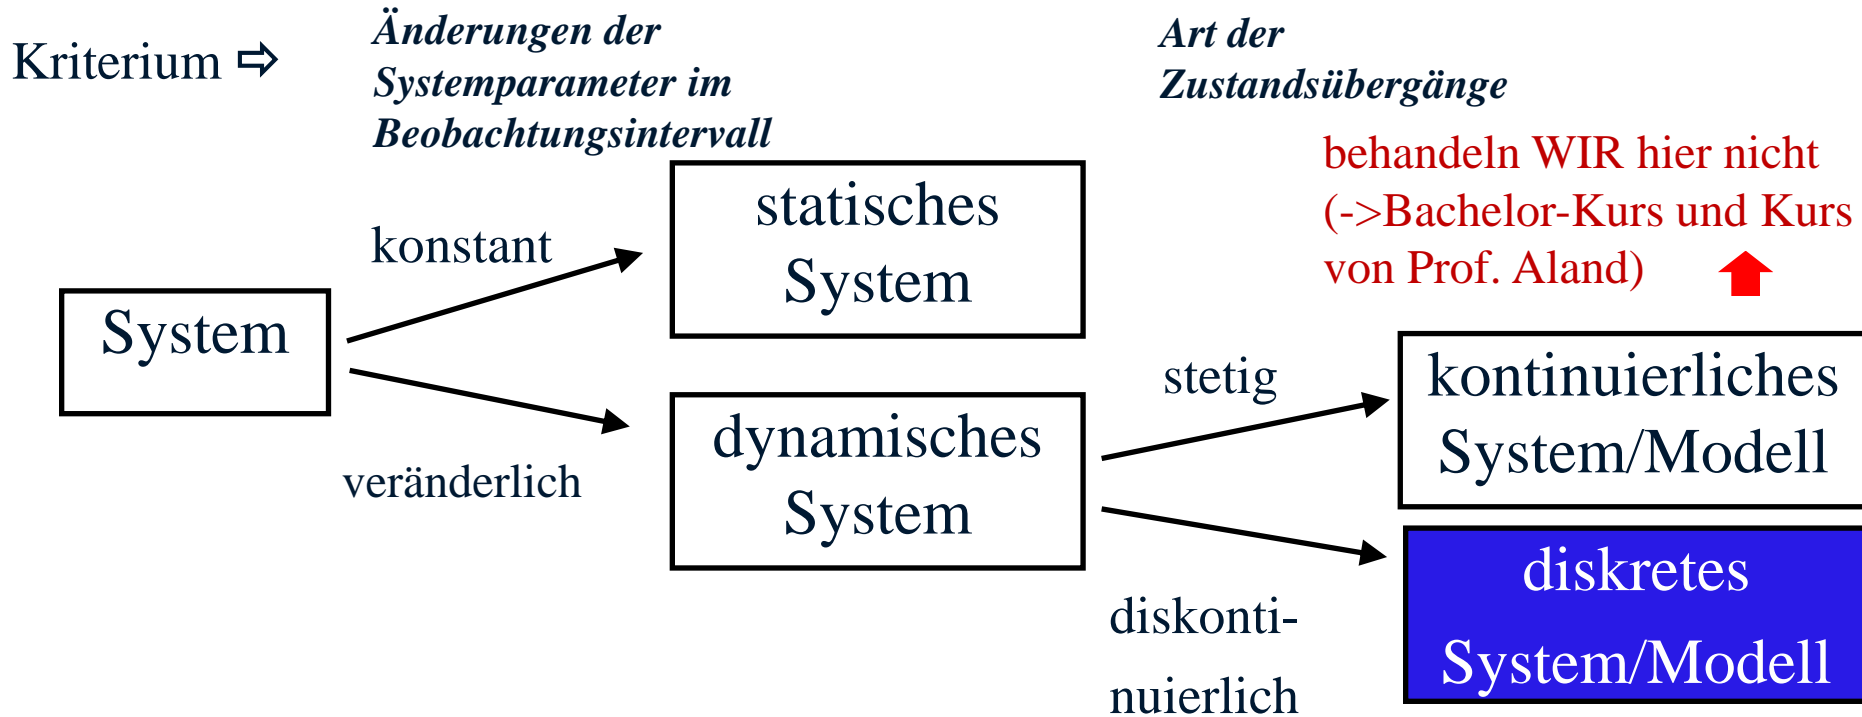 Kriterium ⇨
Änderungen der
Systemparameter im
Beobachtungsintervall
Art der
Zustandsübergänge
behandeln WIR hier nicht
(->Bachelor-Kurs und Kurs
von Prof. Aland)
System
konstant
veränderlich
statisches
System
dynamisches
System
stetig
diskonti-
nuierlich
kontinuierliches
System/Modell
diskretes
System/Modell